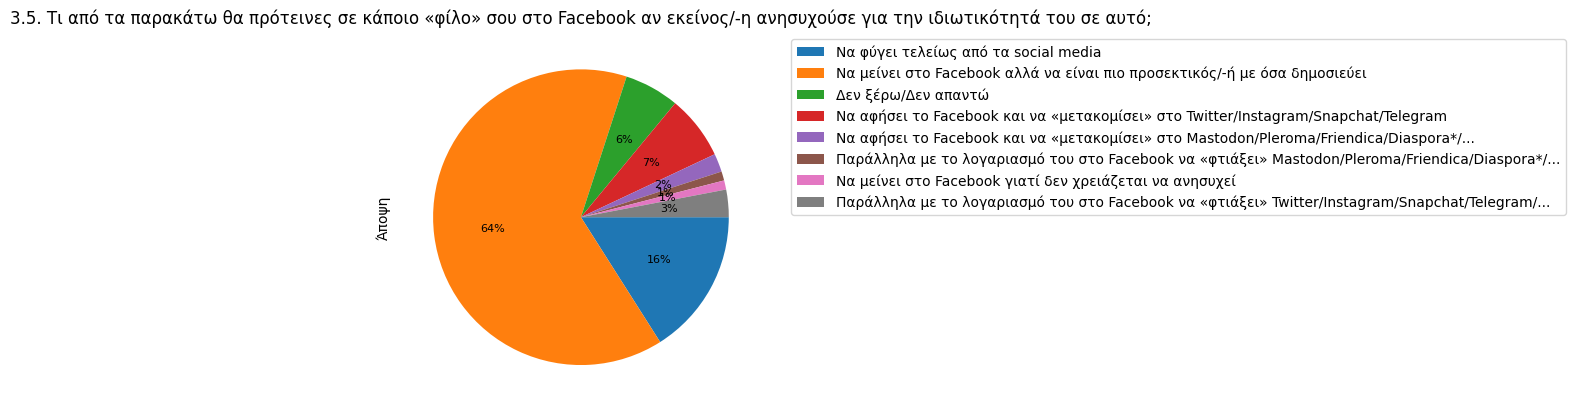 3.5. Τι από τα παρακάτω θα πρότεινες σε κάποιο «φίλο» σου στο Facebook αν εκείνος/-η ανησυχούσε για την ιδιωτικότητά του σε αυτό;
Να φύγει τελείως από τα social media
Να μείνει στο Facebook αλλά να είναι πιο προσεκτικός/-ή με όσα δημοσιεύει
Δεν ξέρω/Δεν απαντώ
Να αφήσει το Facebook και να «μετακομίσει» στο Twitter/Instagram/Snapchat/Telegram
Να αφήσει το Facebook και να «μετακομίσει» στο Mastodon/Pleroma/Friendica/Diaspora*/...
Παράλληλα με το λογαριασμό του στο Facebook να «φτιάξει» Mastodon/Pleroma/Friendica/Diaspora*/...
Να μείνει στο Facebook γιατί δεν χρειάζεται να ανησυχεί
Παράλληλα με το λογαριασμό του στο Facebook να «φτιάξει» Twitter/Instagram/Snapchat/Telegram/...
Άποψη
6%
7%
2%
1%
1%
3%
64%
16%